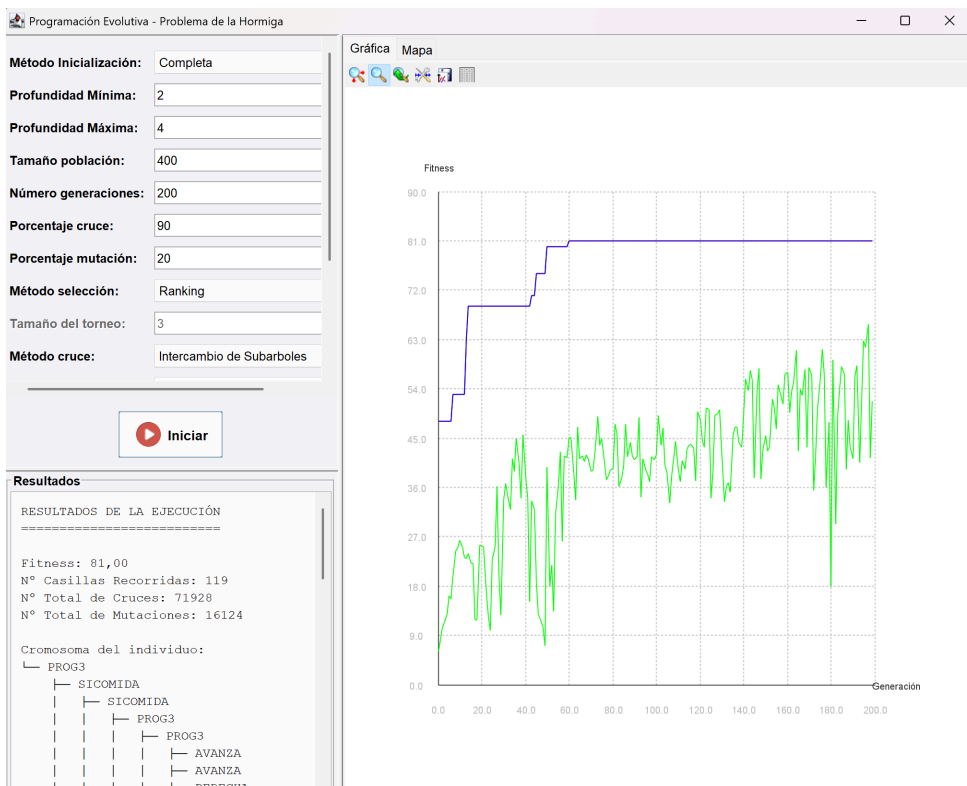 Programación Evolutiva - Problema de la Hormiga
Método Inicialización: Completa
Profundidad Mínima: 2
Profundidad Máxima: 4
Tamaño población: 400
Número generaciones: 200
Porcentaje cruce: 90
Porcentaje mutación: 20
Método selección: Ranking
Tamaño del torneo: 3
Método cruce: Intercambio de Subarboles
Iniciar
Resultados
RESULTADOS DE LA EJECUCIÓN
==========================
Fitness: 81,00
Nº Casillas Recorridas: 119
Nº Total de Cruces: 71928
Nº Total de Mutaciones: 16124
Cromosoma del individuo:
└── PROG3
├── SICOMIDA
│ ├── SICOMIDA
│ │ ├── PROG3
│ │ │ ├── PROG3
│ │ │ │ ├── AVANZA
│ │ │ │ ├── AVANZA
Gráfica Mapa
Fitness
90.0
81.0
72.0
63.0
54.0
45.0
36.0
27.0
18.0
9.0
0.0
Generación
0.0 20.0 40.0 60.0 80.0 100.0 120.0 140.0 160.0 180.0 200.0